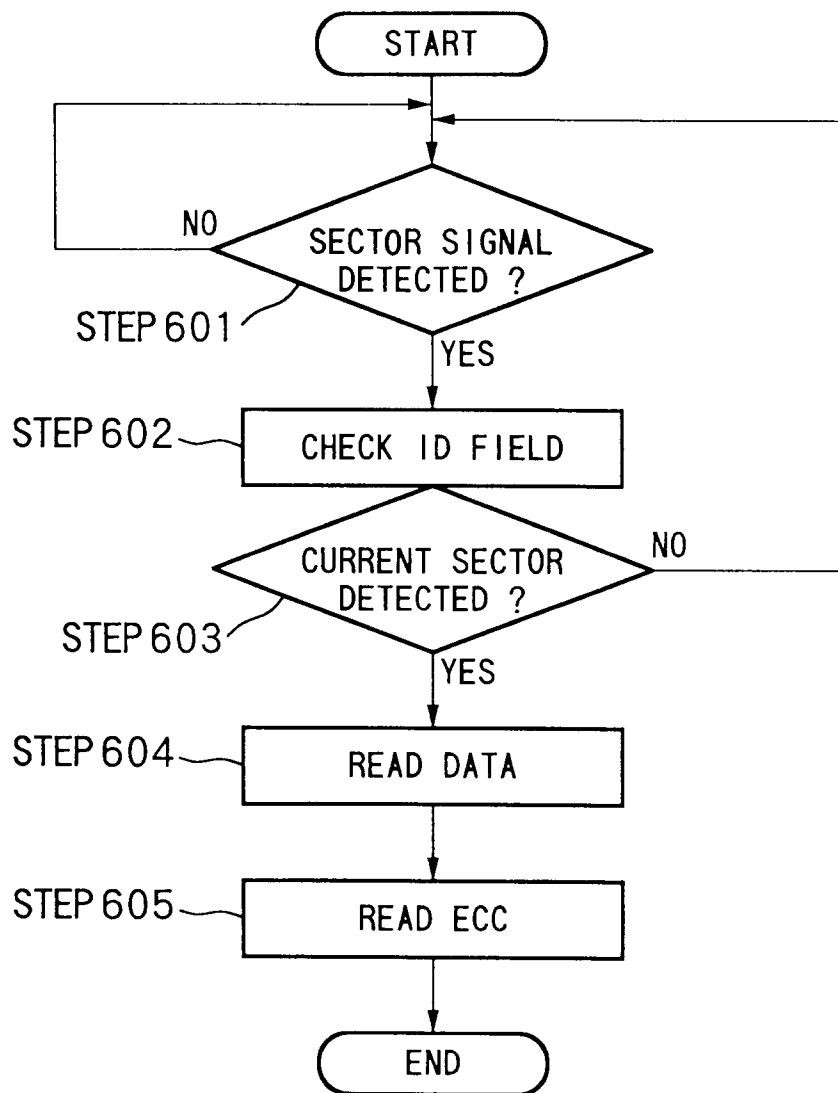 START
NO
SECTOR SIGNAL
DETECTED ?
STEP 601
YES
STEP 602
CHECK ID FIELD
CURRENT SECTOR
DETECTED ?
NO
STEP 603
YES
STEP 604
READ DATA
STEP 605
READ ECC
END